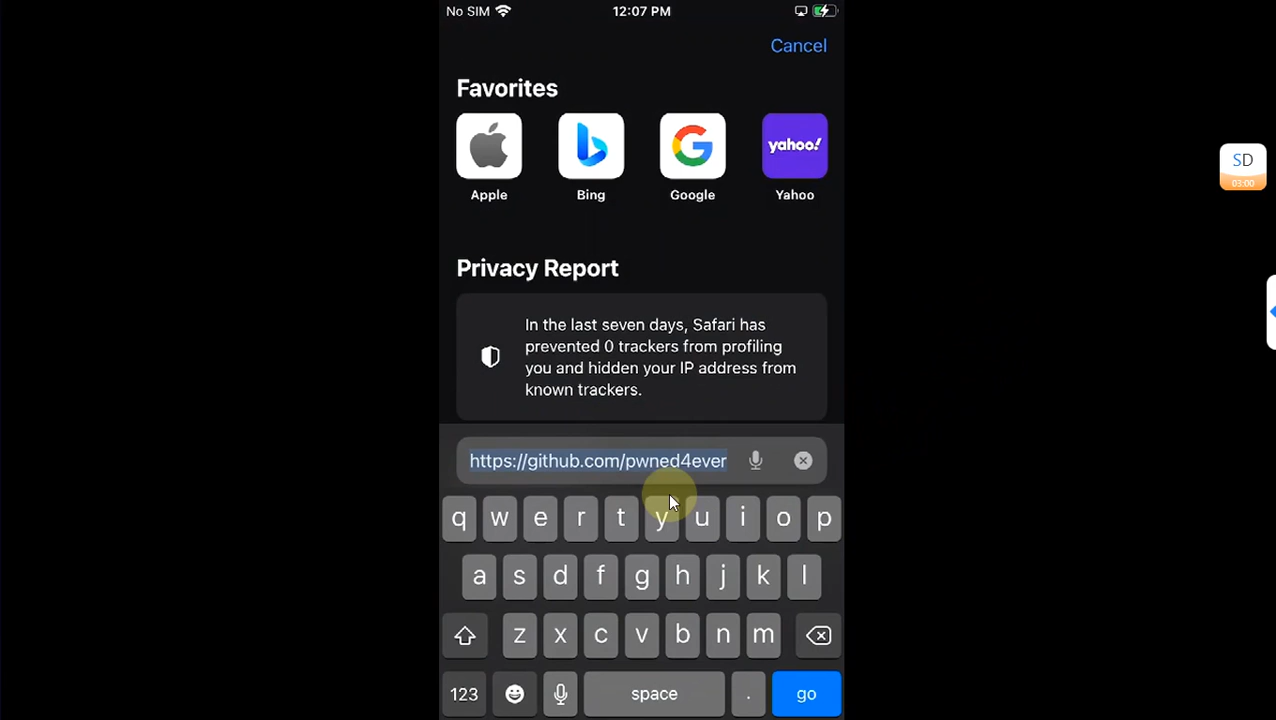 No SIM 12:07 PM
Cancel
Favorites
yahoo!
Apple Bing Google Yahoo
Privacy Report
In the last seven days, Safari has
prevented 0 trackers from profiling
you and hidden your IP address from
known trackers.
https://github.com/pwned4ever
q w e r t y u i o p
a s d f g h j k l
z x c v b n m
123 space . go
SD
03:00